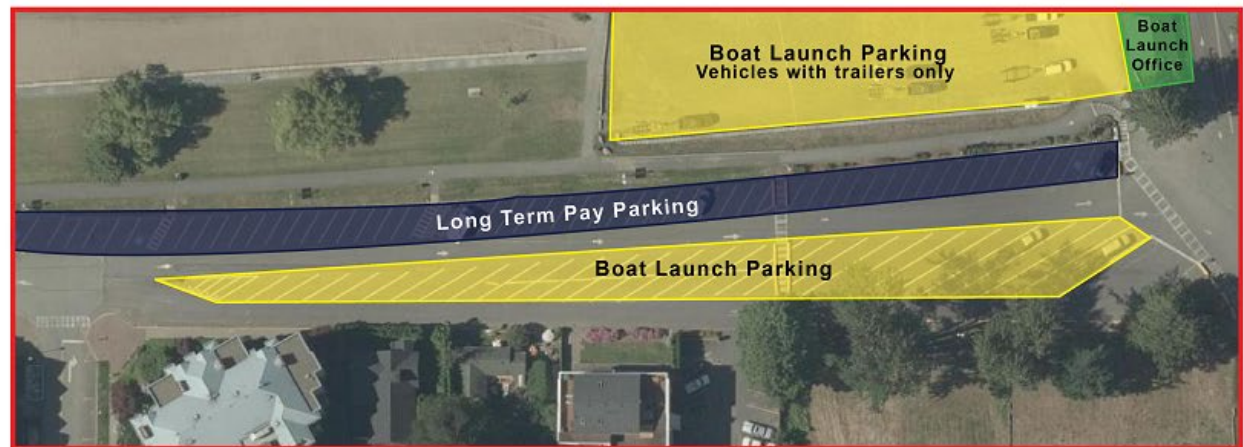 Boat Launch Parking
Vehicles with trailers only
Boat
Launch
Office
Long Term Pay Parking
Boat Launch Parking